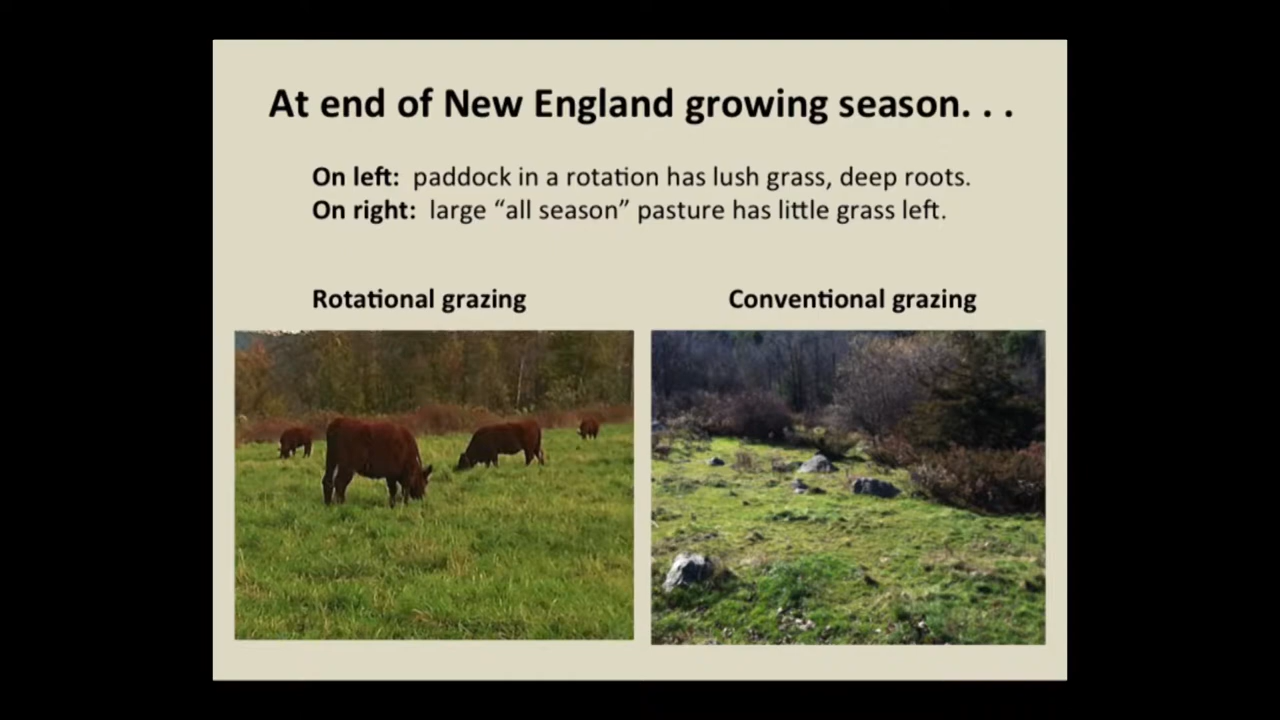 At end of New England growing season. . .
On left: paddock in a rotation has lush grass, deep roots.
On right: large “all season” pasture has little grass left.
Rotational grazing
Conventional grazing